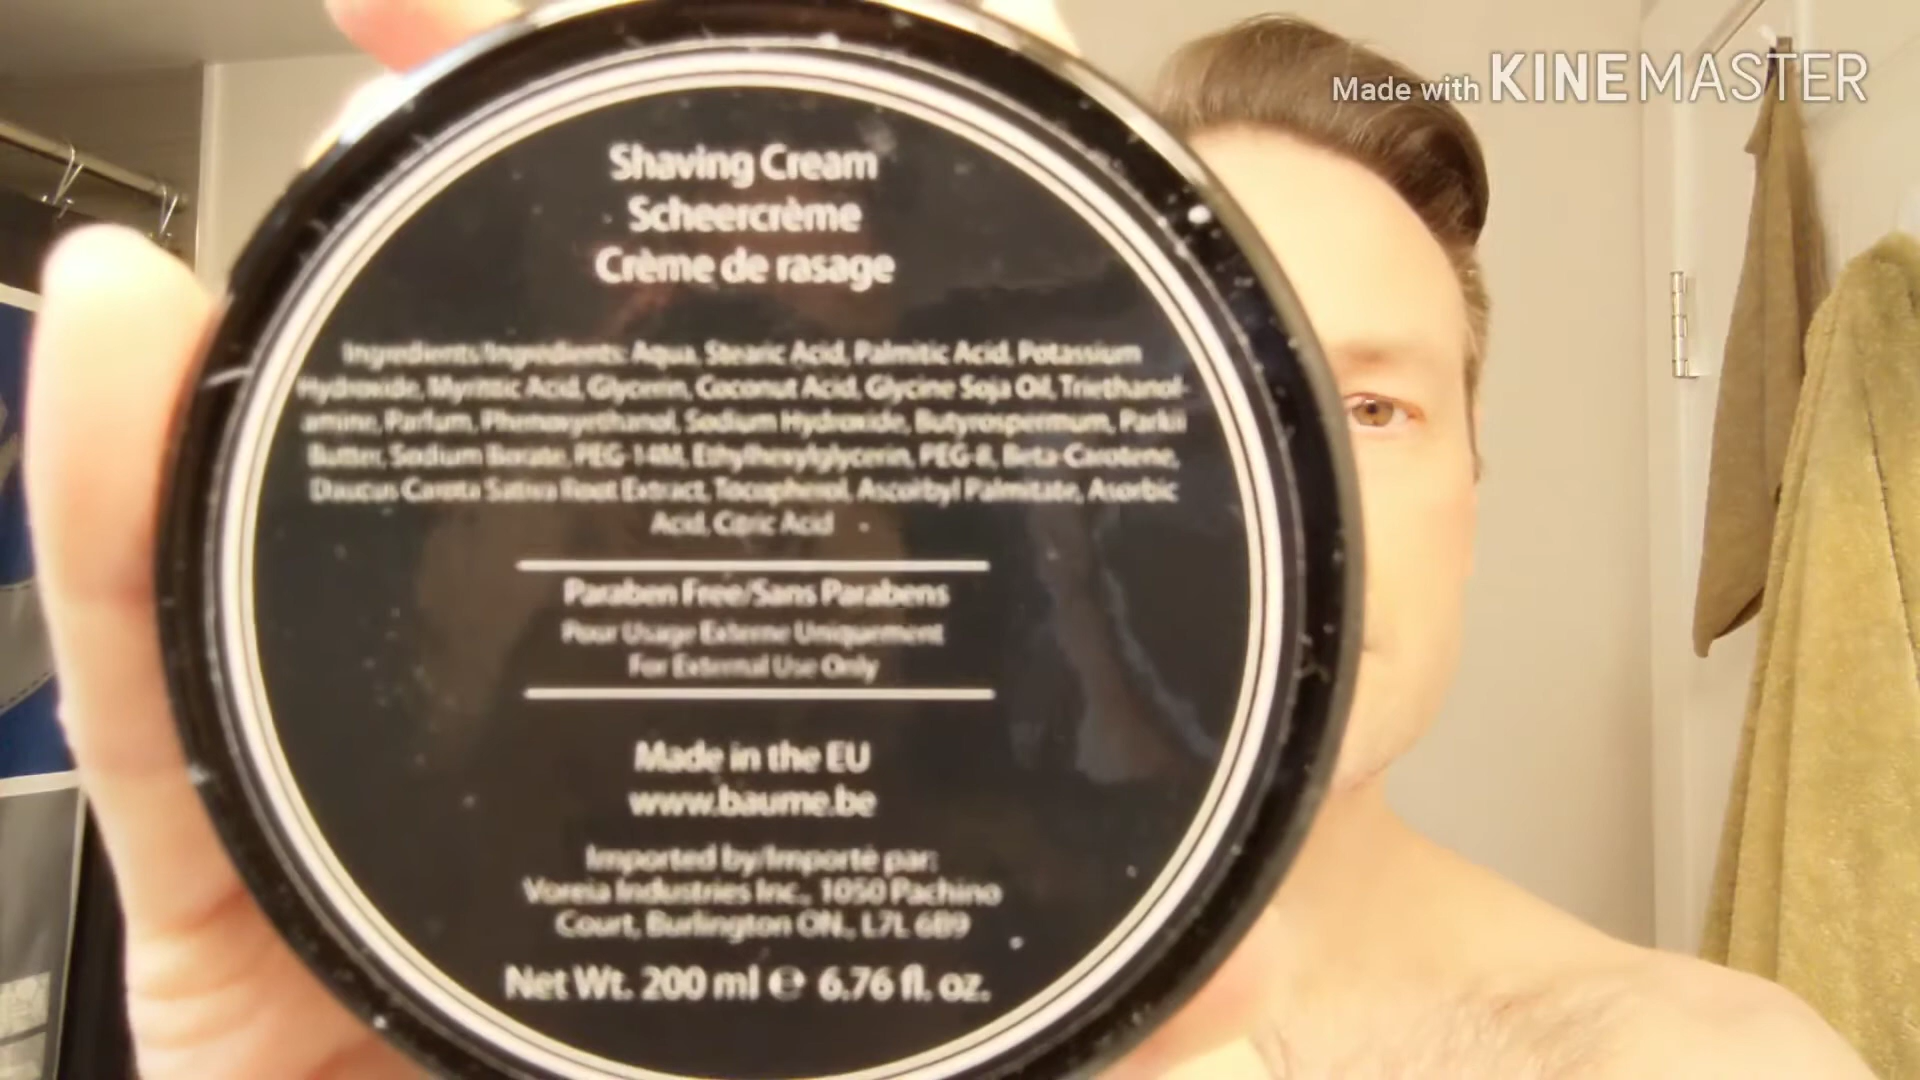 Made with KINEMASTER
Shaving Cream
Scheercrème
Crème de rasage
Ingredients/Ingredients: Aqua, Stearic Acid, Palmitic Acid, Potassium
Hydroxide, Myristic Acid, Glycerin, Coconut Acid, Glycine Soja Oil, Triethanol-
amine, Parfum, Phenoxyethanol, Sodium Hydroxide, Butyrospermum, Parkii
Butter, Sodium Borate, PEG-14M, Ethylhexylglycerin, PEG-8, Beta-Carotene,
Daucus Carota Sativa Root Extract, Tocopherol, Ascorbyl Palmitate, Asorbic
Acid, Citric Acid
Paraben Free/Sans Parabens
Pour Usage Externe Uniquement
For External Use Only
Made in the EU
www.baume.be
Imported by/Importé par:
Voreia Industries Inc., 1050 Pachino
Court, Burlington ON., L7L 6B9
Net Wt. 200 ml ℮ 6.76 fl. oz.